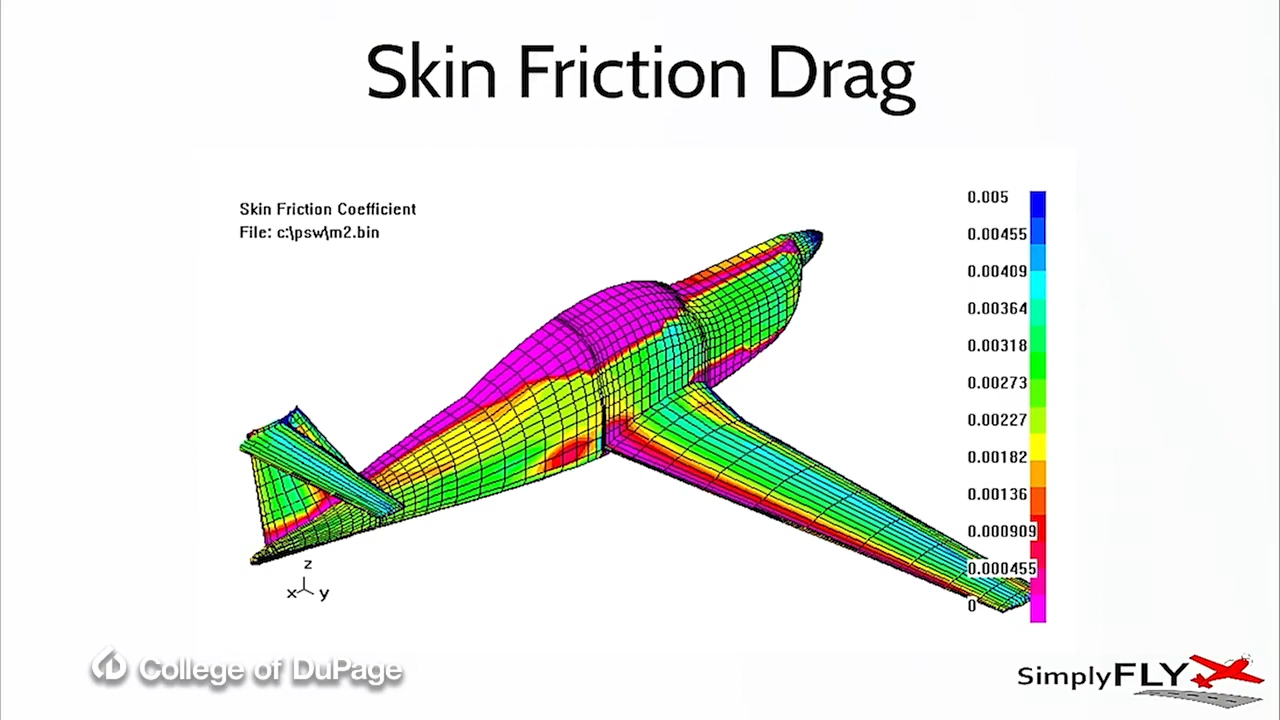 Skin Friction Drag
Skin Friction Coefficient
File: c:\psw\m2.bin
0.005
0.00455
0.00409
0.00364
0.00318
0.00273
0.00227
0.00182
0.00136
0.000909
0.000455
0
z
x y
College of DuPage
SimplyFLY